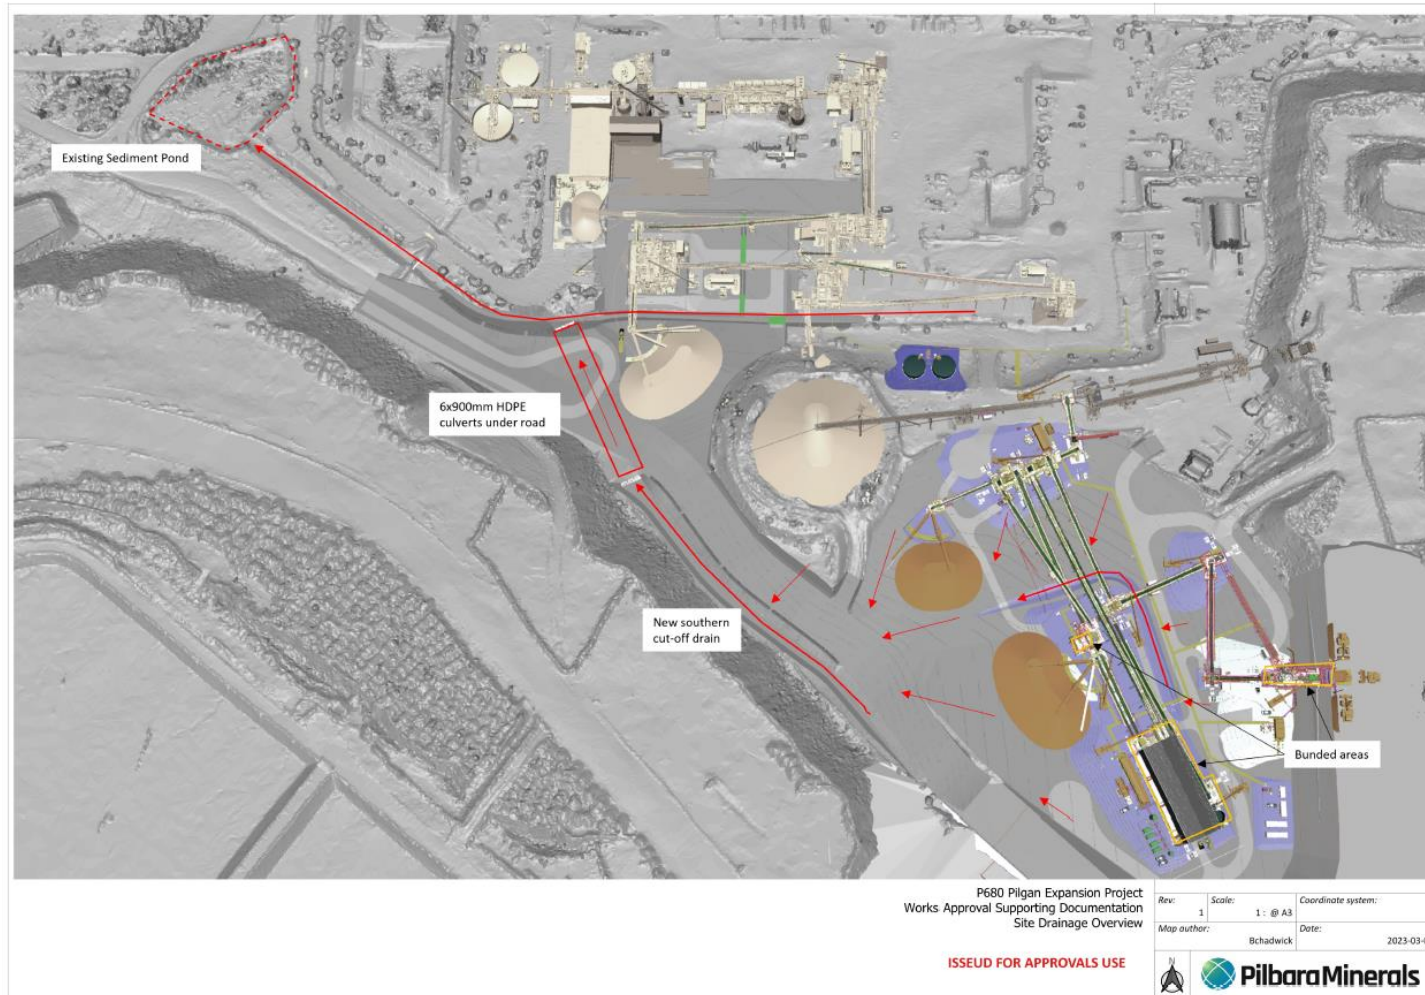 Existing Sediment Pond
6x900mm HDPE
culverts under road
New southern
cut-off drain
Bunded areas
P680 Pilgan Expansion Project
Works Approval Supporting Documentation
Site Drainage Overview
ISSEUD FOR APPROVALS USE
Rev:
1
Scale:
1 : @ A3
Coordinate system:
Map author:
Bchadwick
Date:
2023-03-
N
PilbaraMinerals